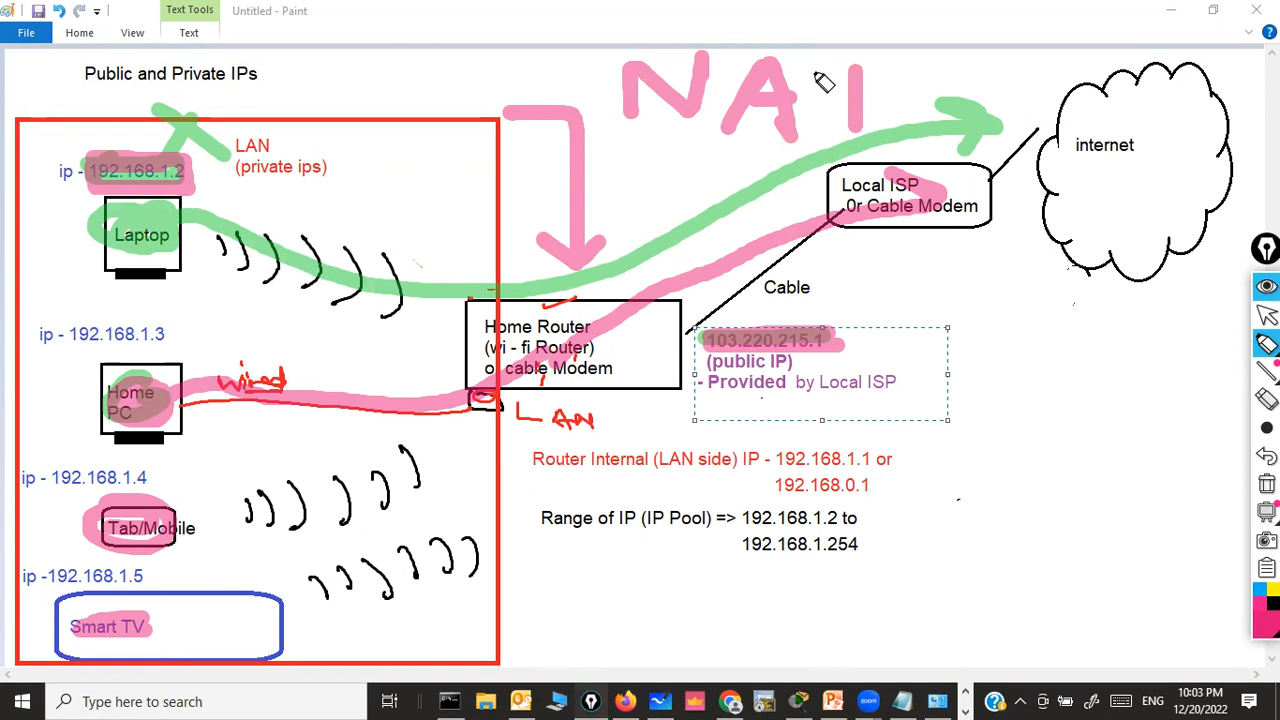 Text Tools
Untitled - Paint
File
Home
View
Text
Public and Private IPs
NAT
LAN
(private ips)
ip - 192.168.1.2
Laptop
internet
Local ISP
0r Cable Modem
Cable
Home Router
(wi - fi Router)
or cable Modem
103.220.215.1
(public IP)
- Provided by Local ISP
ip - 192.168.1.3
Home
PC
wired
LAN
Router Internal (LAN side) IP - 192.168.1.1 or
192.168.0.1
Range of IP (IP Pool) => 192.168.1.2 to
192.168.1.254
ip - 192.168.1.4
Tab/Mobile
ip -192.168.1.5
Smart TV
Type here to search
zoom
ENG
10:03 PM
12/20/2022